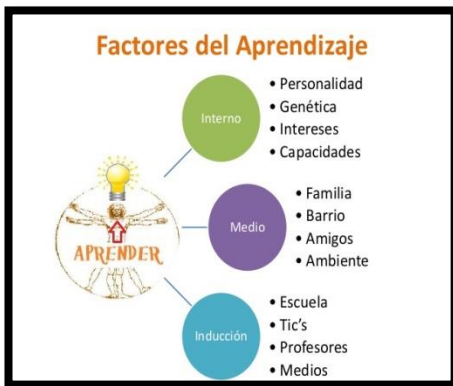 Factores del Aprendizaje
Interno
• Personalidad
• Genética
• Intereses
• Capacidades
APRENDER
Medio
• Familia
• Barrio
• Amigos
• Ambiente
Inducción
• Escuela
• Tic's
• Profesores
• Medios